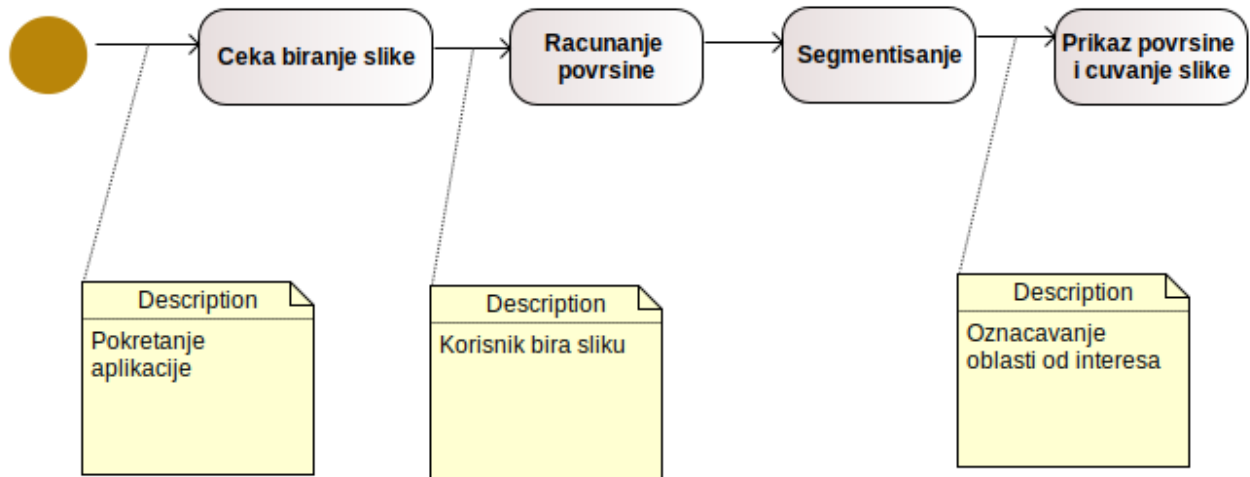 Ceka biranje slike
Racunanje
povrsine
Segmentisanje
Prikaz povrsine
i cuvanje slike
Description
Pokretanje
aplikacije
Description
Korisnik bira sliku
Description
Oznacavanje
oblasti od interesa